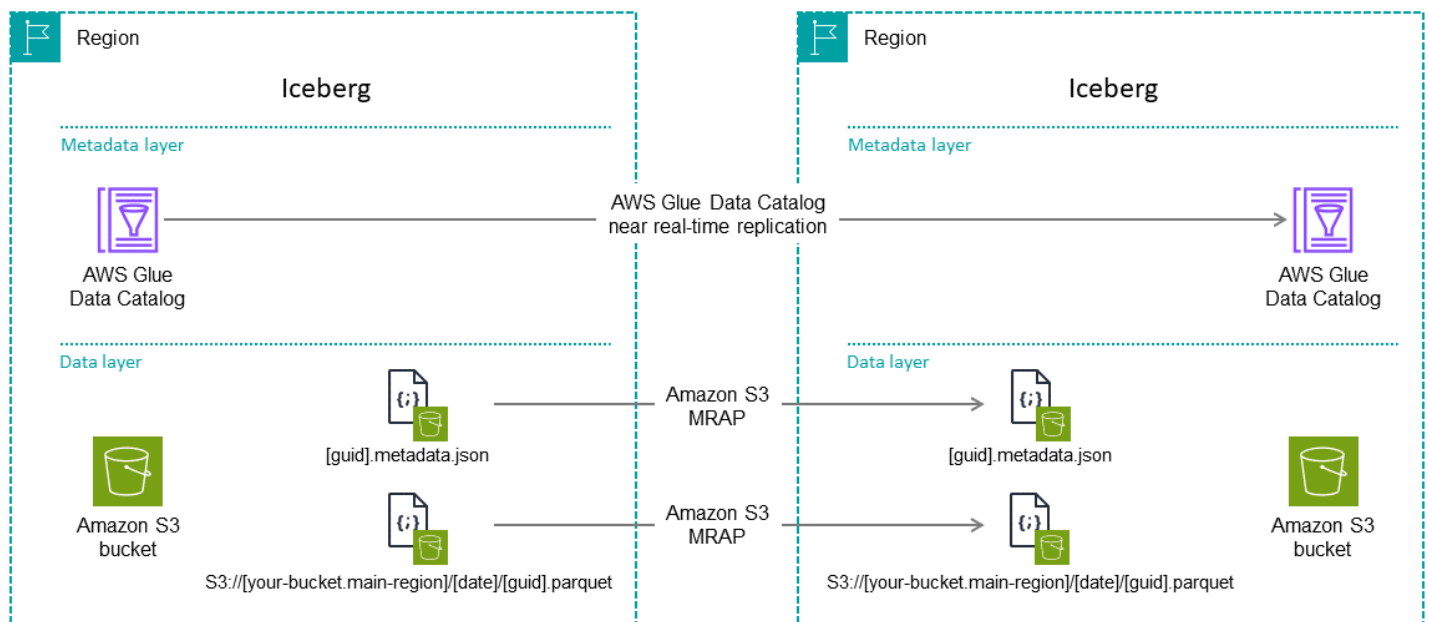 Region
Iceberg
Metadata layer
AWS Glue
Data Catalog
AWS Glue Data Catalog
near real-time replication
Data layer
{;}
[guid].metadata.json
Amazon S3
MRAP
Amazon S3
bucket
{;}
S3://[your-bucket.main-region]/[date]/[guid].parquet
Amazon S3
MRAP
Region
Iceberg
Metadata layer
AWS Glue
Data Catalog
Data layer
{;}
[guid].metadata.json
{;}
S3://[your-bucket.main-region]/[date]/[guid].parquet
Amazon S3
bucket